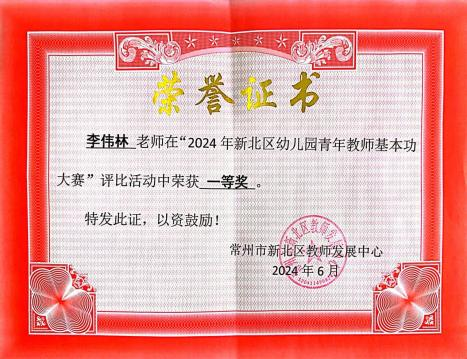 荣誉证书
李伟林 老师在“2024年新北区幼儿园青年教师基本功
大赛”评比活动中荣获 一等奖 。
特发此证，以资鼓励！
常州市新北区教师发展中心
2024年6月